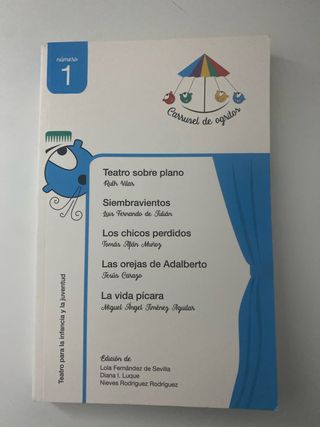 número
1
Carrusel de ogritos
Teatro sobre plano
Ruth Vilar
Siembravientos
Luis Fernando de Julián
Los chicos perdidos
Tomás Afán Muñoz
Las orejas de Adalberto
Jesús Carazo
La vida pícara
Miguel Ángel Jiménez Aguilar
Teatro para la infancia y la juventud
Edición de
Lola Fernández de Sevilla
Diana I. Luque
Nieves Rodríguez Rodríguez